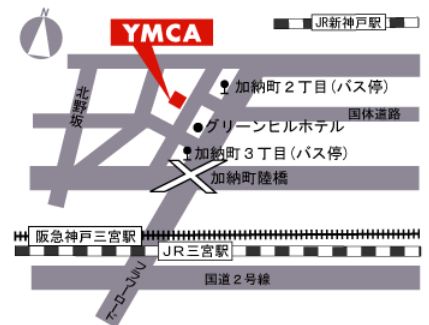 N
YMCA
JR新神戸駅
北野坂
加納町2丁目(バス停)
国体道路
グリーンヒルホテル
加納町3丁目(バス停)
加納町陸橋
阪急神戸三宮駅
JR三宮駅
国道2号線
フラワーロード